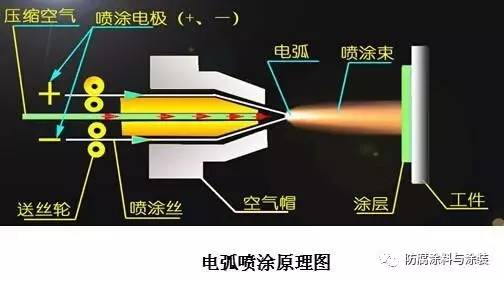 压缩空气
喷涂电极（+、—）
电弧
喷涂束
+
—
送丝轮
喷涂丝
空气帽
涂层
工件
电弧喷涂原理图
防腐涂料与涂装